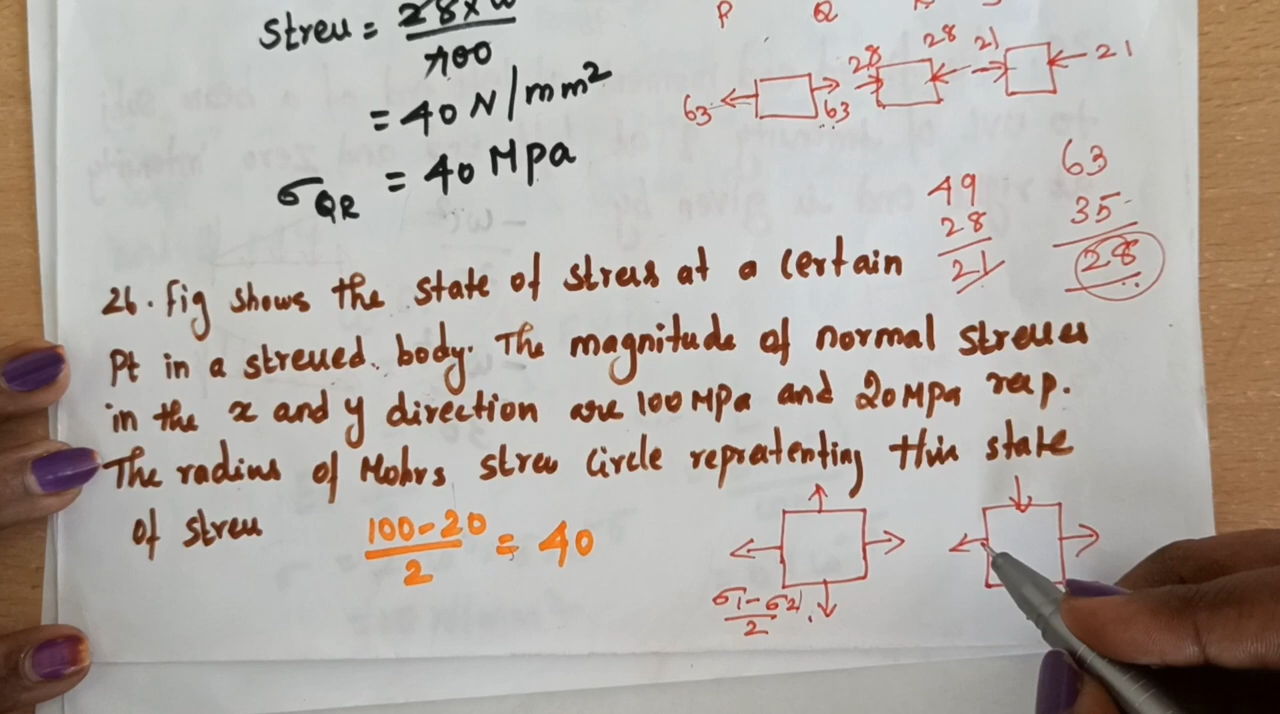 Stress = 28x
700
= 40 N/mm²
σQR = 40 Mpa
P Q
63 63 28 28 21 21
49
28
21
63
35
28
26. Fig shows the state of stress at a certain
Pt in a stressed body. The magnitude of normal stresses
in the x and y direction are 100 MPa and 20 MPa resp.
The radius of Mohrs stress Circle repratenting this state
of stress
100-20
2
= 40
σ1-σ2
2